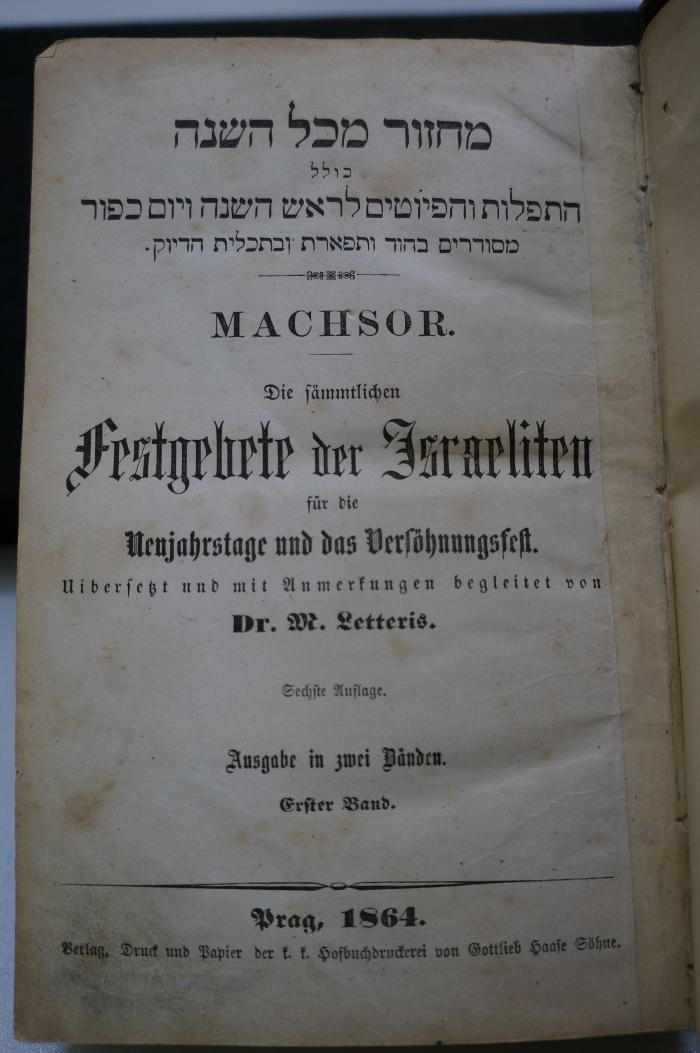 מחזור מכל השנה
כולל
התפלות והפיוטים לראש השנה ויום כפור
מסודרים בהוד ותפארת ובתכלית הדיוק.
MACHSOR.
Die sämmtlichen
Festgebete der Israeliten
für die
Neujahrstage und das Versöhnungsfest.
Uibersetzt und mit Anmerkungen begleitet von
Dr. M. Letteris.
Sechste Auflage.
Ausgabe in zwei Bänden.
Erster Band.
Prag, 1864.
Verlag, Druck und Papier der k. k. Hofbuchdruckerei von Gottlieb Haase Söhne.